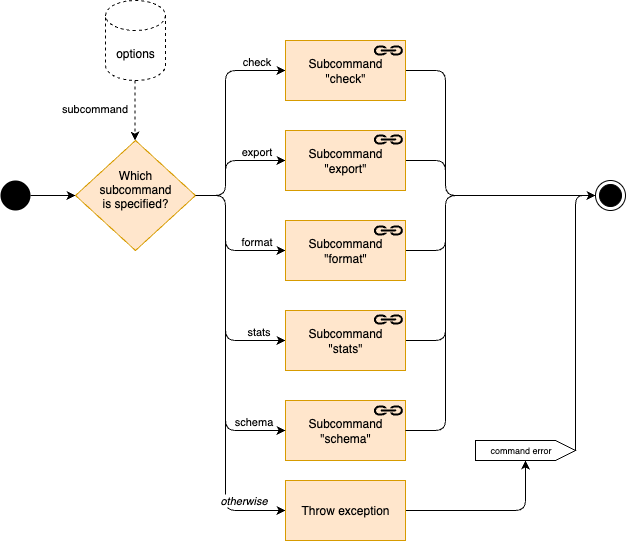 options
subcommand
Which
subcommand
is specified?
check
Subcommand
"check"
export
Subcommand
"export"
format
Subcommand
"format"
stats
Subcommand
"stats"
schema
Subcommand
"schema"
command error
otherwise
Throw exception